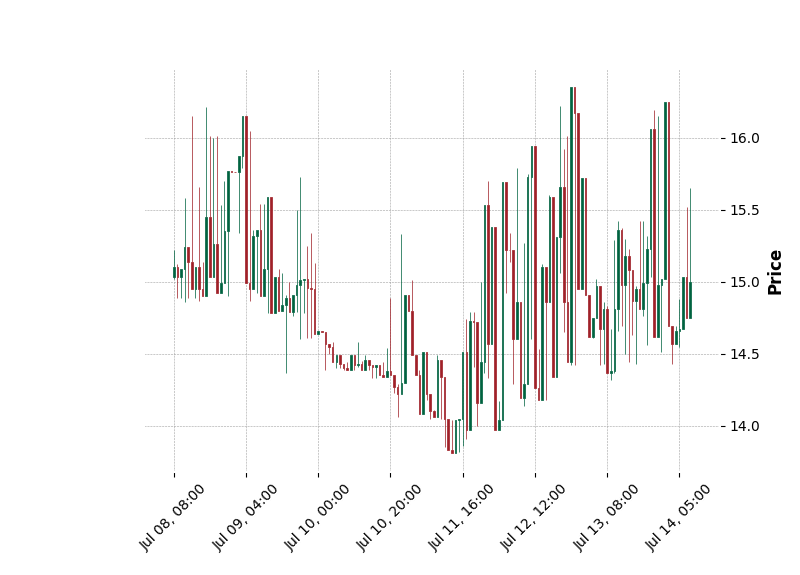 16.0
15.5
15.0
14.5
14.0
Price
Jul 08, 08:00
Jul 09, 04:00
Jul 10, 00:00
Jul 10, 20:00
Jul 11, 16:00
Jul 12, 12:00
Jul 13, 08:00
Jul 14, 05:00